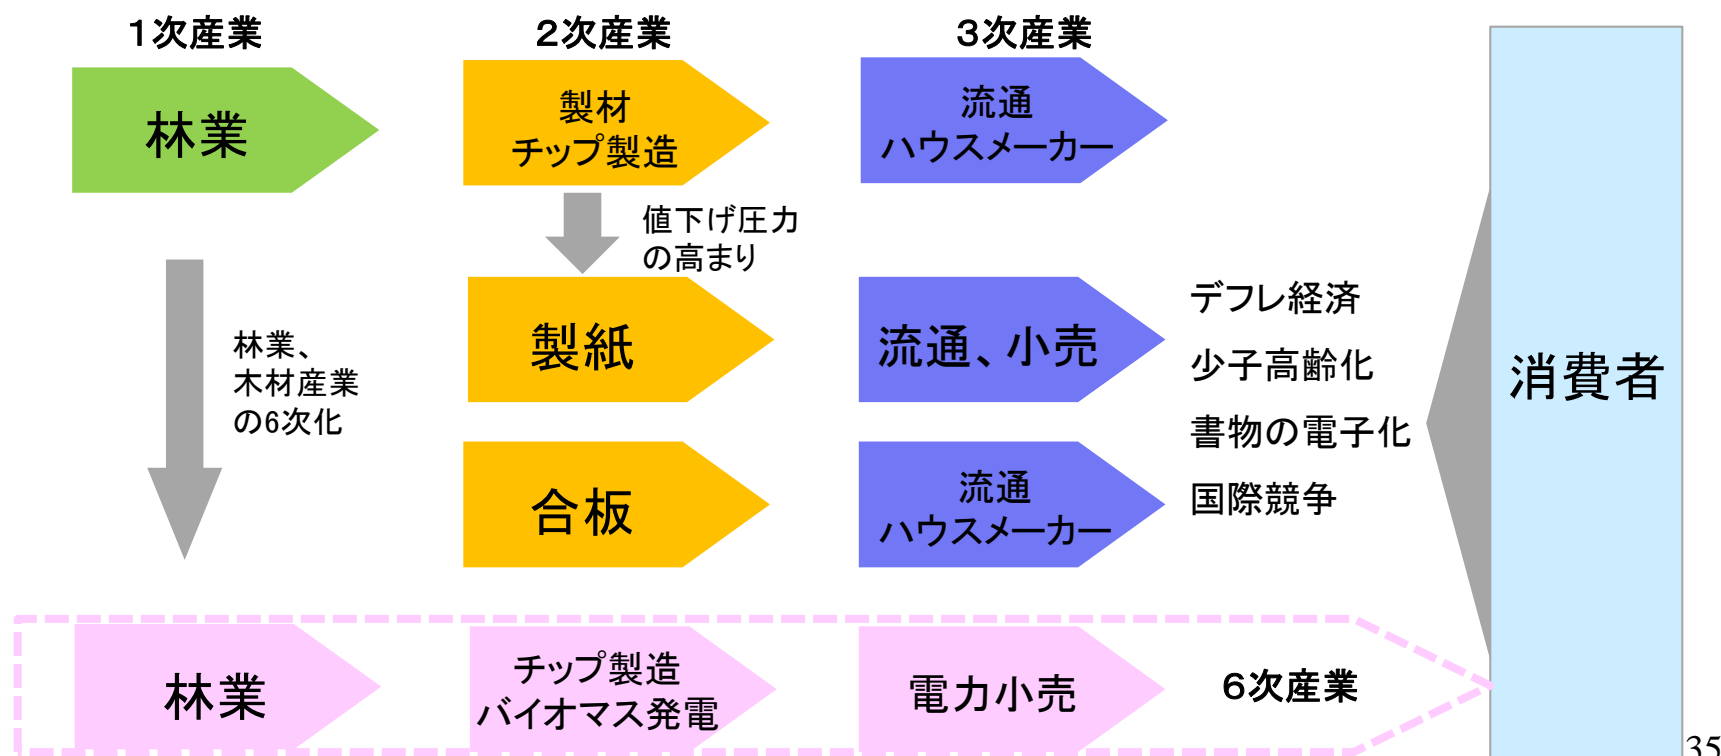 1次産業
2次産業
3次産業
林業
製材
チップ製造
流通
ハウスメーカー
値下げ圧力
の高まり
林業、
木材産業
の6次化
製紙
流通、小売
デフレ経済
少子高齢化
書物の電子化
国際競争
消費者
合板
流通
ハウスメーカー
林業
チップ製造
バイオマス発電
電力小売
6次産業
35